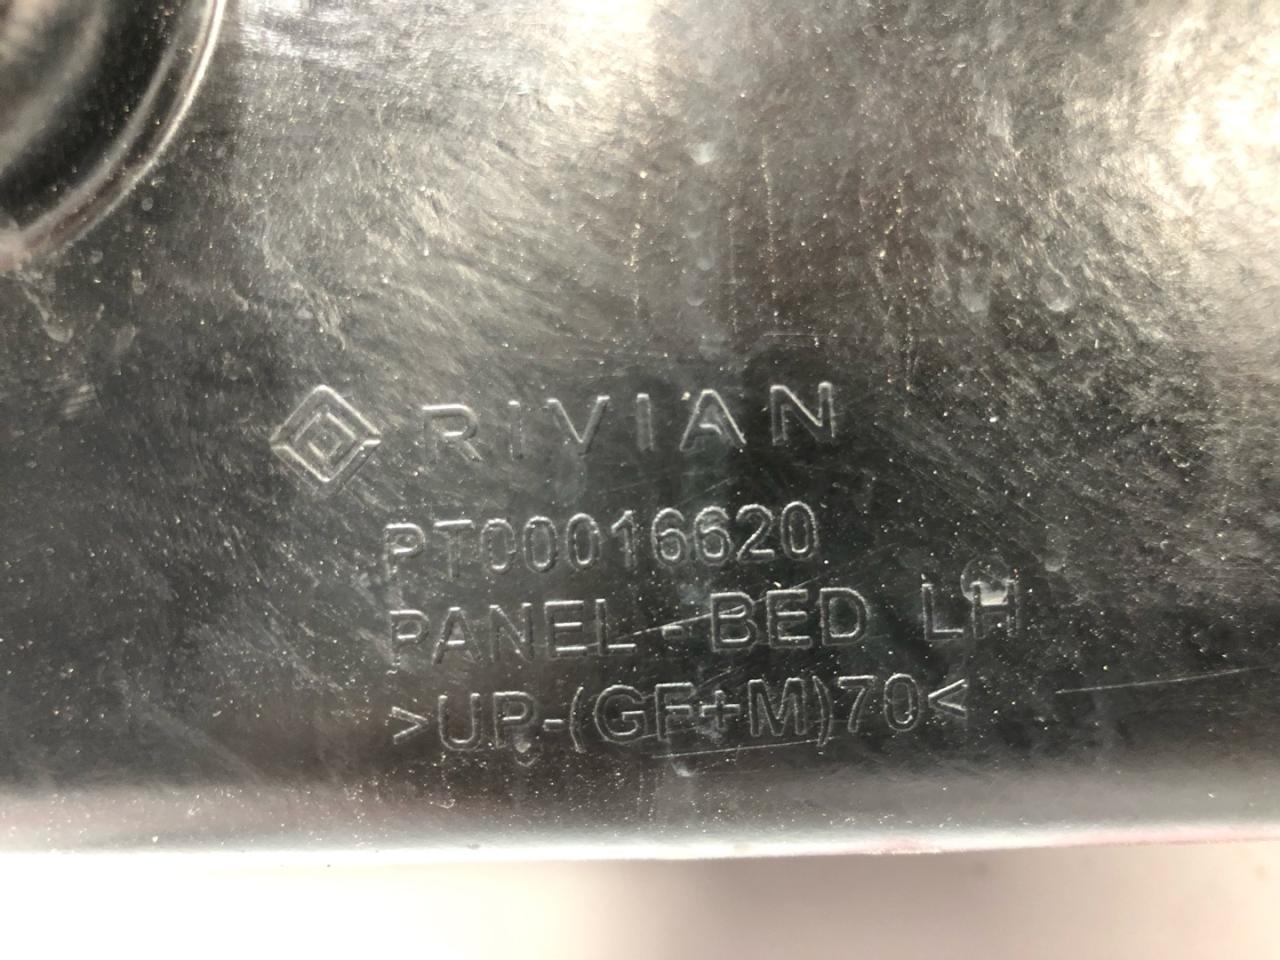 RIVIAN
PT00016620
PANEL - BED LH
>UP-(GF+M)70<